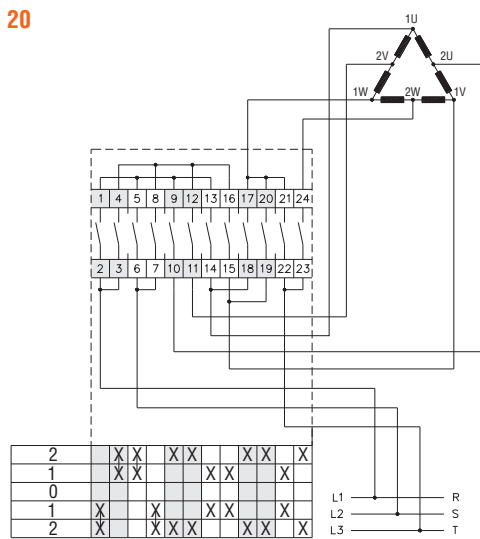 20
1U
2V 2U
1W 2W 1V
1 4 5 8 9 12 13 16 17 20 21 24
2 3 6 7 10 11 14 15 18 19 22 23
2 X X X X X X X
1 X X X X X
0
1 X X X X X
2 X X X X X X X
L1 R
L2 S
L3 T